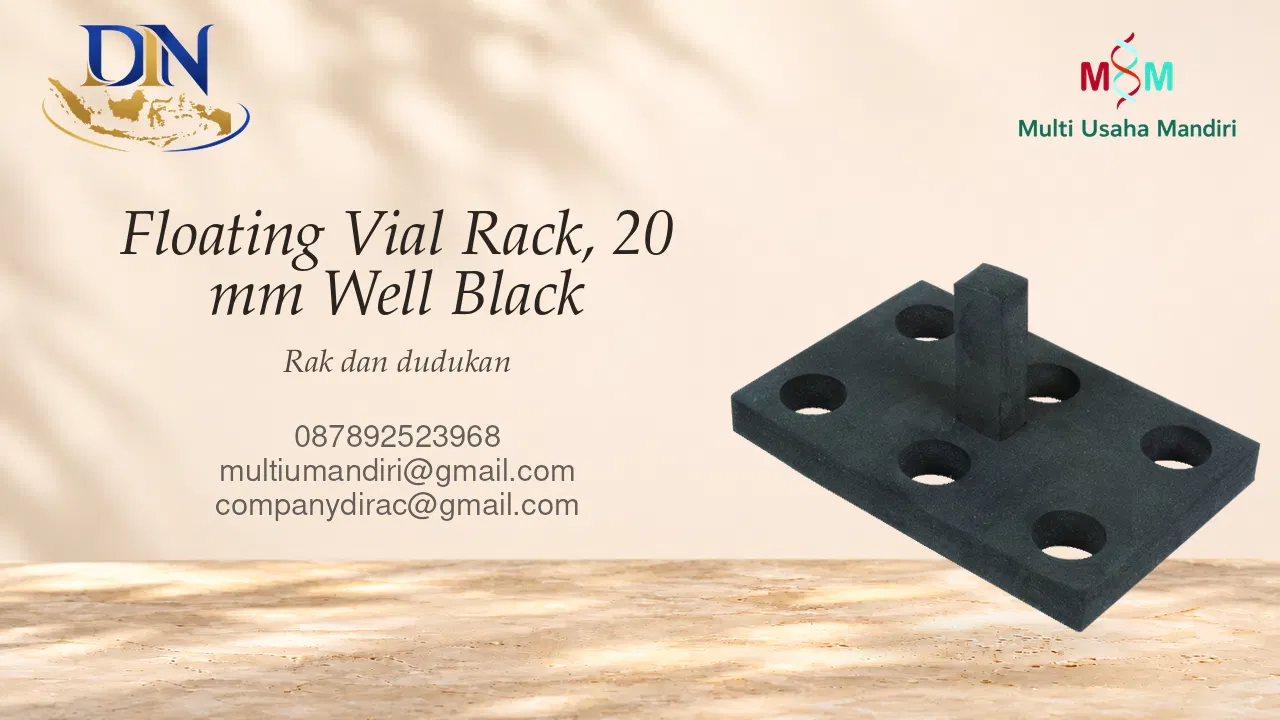 DIN
MSM
Multi Usaha Mandiri
Floating Vial Rack, 20
mm Well Black
Rak dan dudukan
087892523968
multiumandiri@gmail.com
companydirac@gmail.com